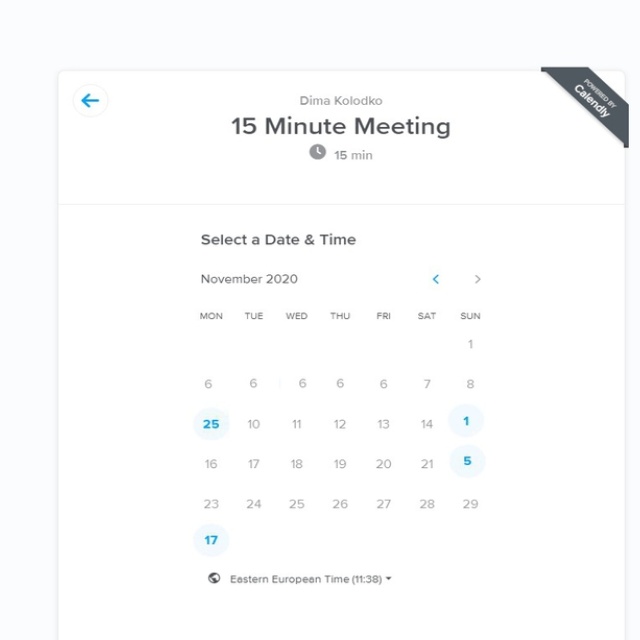 POWERED BY
Calendly
Dima Kolodko
15 Minute Meeting
15 min
Select a Date & Time
November 2020
MON TUE WED THU FRI SAT SUN
1
6 6 6 6 6 7 8
25 10 11 12 13 14 1
16 17 18 19 20 21 5
23 24 25 26 27 28 29
17
Eastern European Time (11:38)